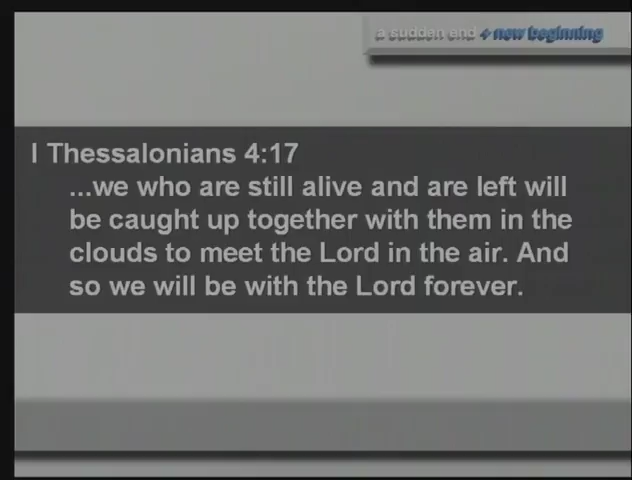 a sudden end + new beginning
I Thessalonians 4:17
...we who are still alive and are left will
be caught up together with them in the
clouds to meet the Lord in the air. And
so we will be with the Lord forever.